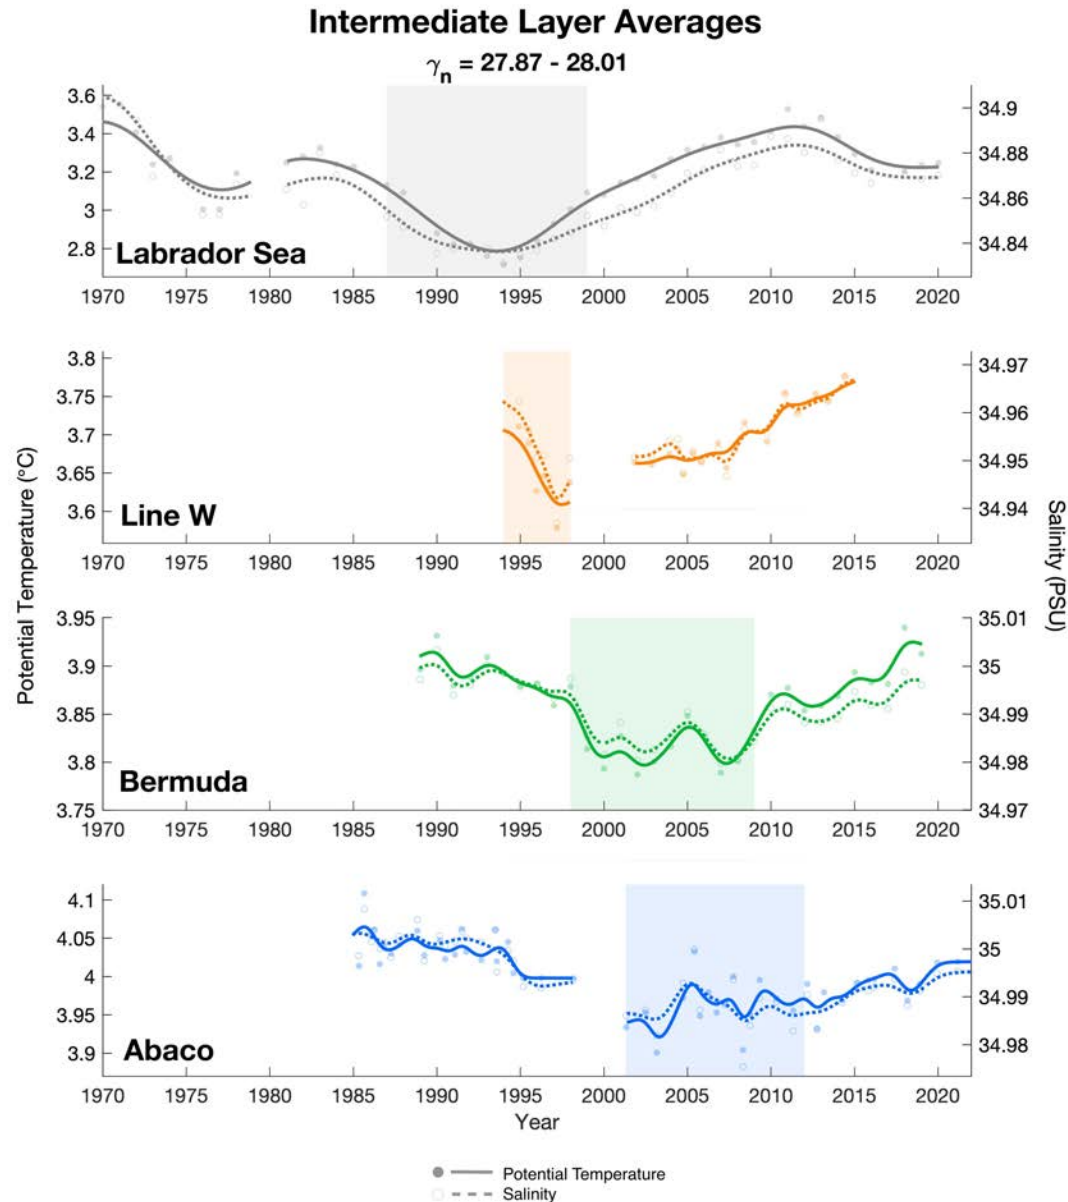 Intermediate Layer Averages
γn = 27.87 - 28.01
3.6
3.4
3.2
3
2.8
34.9
34.88
34.86
34.84
Labrador Sea
1970 1975 1980 1985 1990 1995 2000 2005 2010 2015 2020
3.8
3.75
3.7
3.65
3.6
34.97
34.96
34.95
34.94
Line W
1970 1975 1980 1985 1990 1995 2000 2005 2010 2015 2020
Potential Temperature (°C)
Salinity (PSU)
3.95
3.9
3.85
3.8
3.75
35.01
35
34.99
34.98
34.97
Bermuda
1970 1975 1980 1985 1990 1995 2000 2005 2010 2015 2020
4.1
4.05
4
3.95
3.9
35.01
35
34.99
34.98
Abaco
1970 1975 1980 1985 1990 1995 2000 2005 2010 2015 2020
Year
Potential Temperature
Salinity